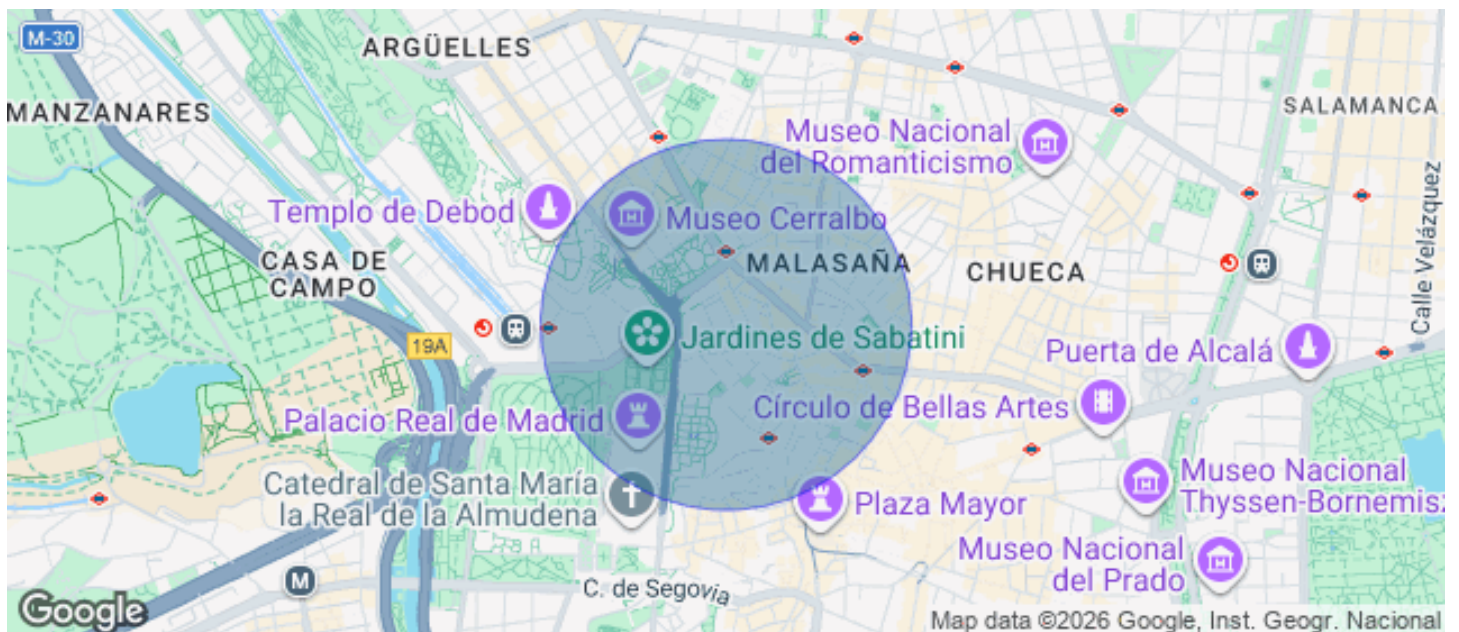 M-30
ARGÜELLES
MANZANARES
SALAMANCA
Museo Nacional
del Romanticismo
Templo de Debod
Museo Cerralbo
CASA DE
CAMPO
MALASAÑA
CHUECA
Calle Velázquez
19A
Jardines de Sabatini
Puerta de Alcalá
Palacio Real de Madrid
Círculo de Bellas Artes
Catedral de Santa María
la Real de la Almudena
Plaza Mayor
Museo Nacional
Thyssen-Bornemisz
Museo Nacional
del Prado
M
C. de Segovia
Google
Map data ©2026 Google, Inst. Geogr. Nacional